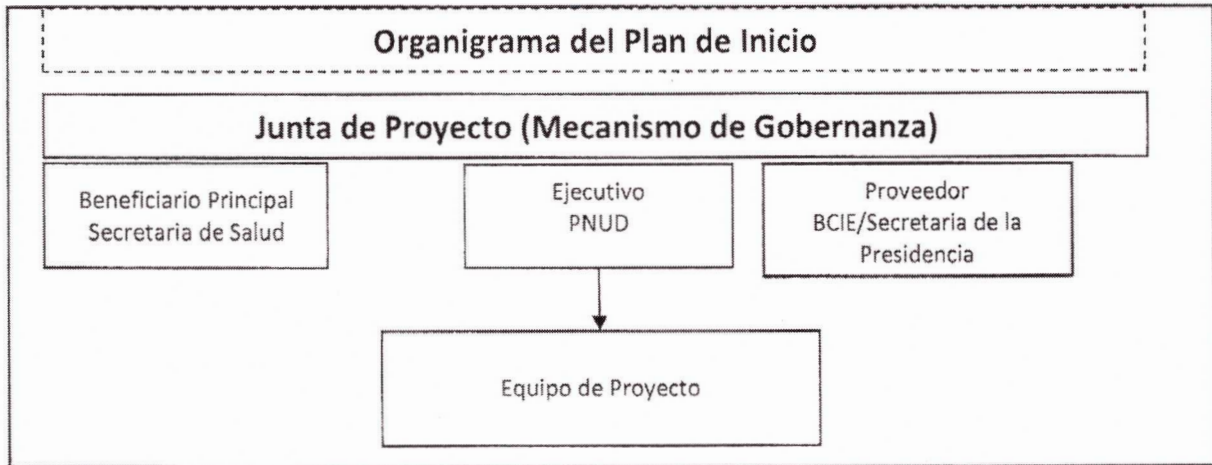 Organigrama del Plan de Inicio
Junta de Proyecto (Mecanismo de Gobernanza)
Beneficiario Principal
Secretaria de Salud
Ejecutivo
PNUD
Proveedor
BCIE/Secretaria de la
Presidencia
Equipo de Proyecto